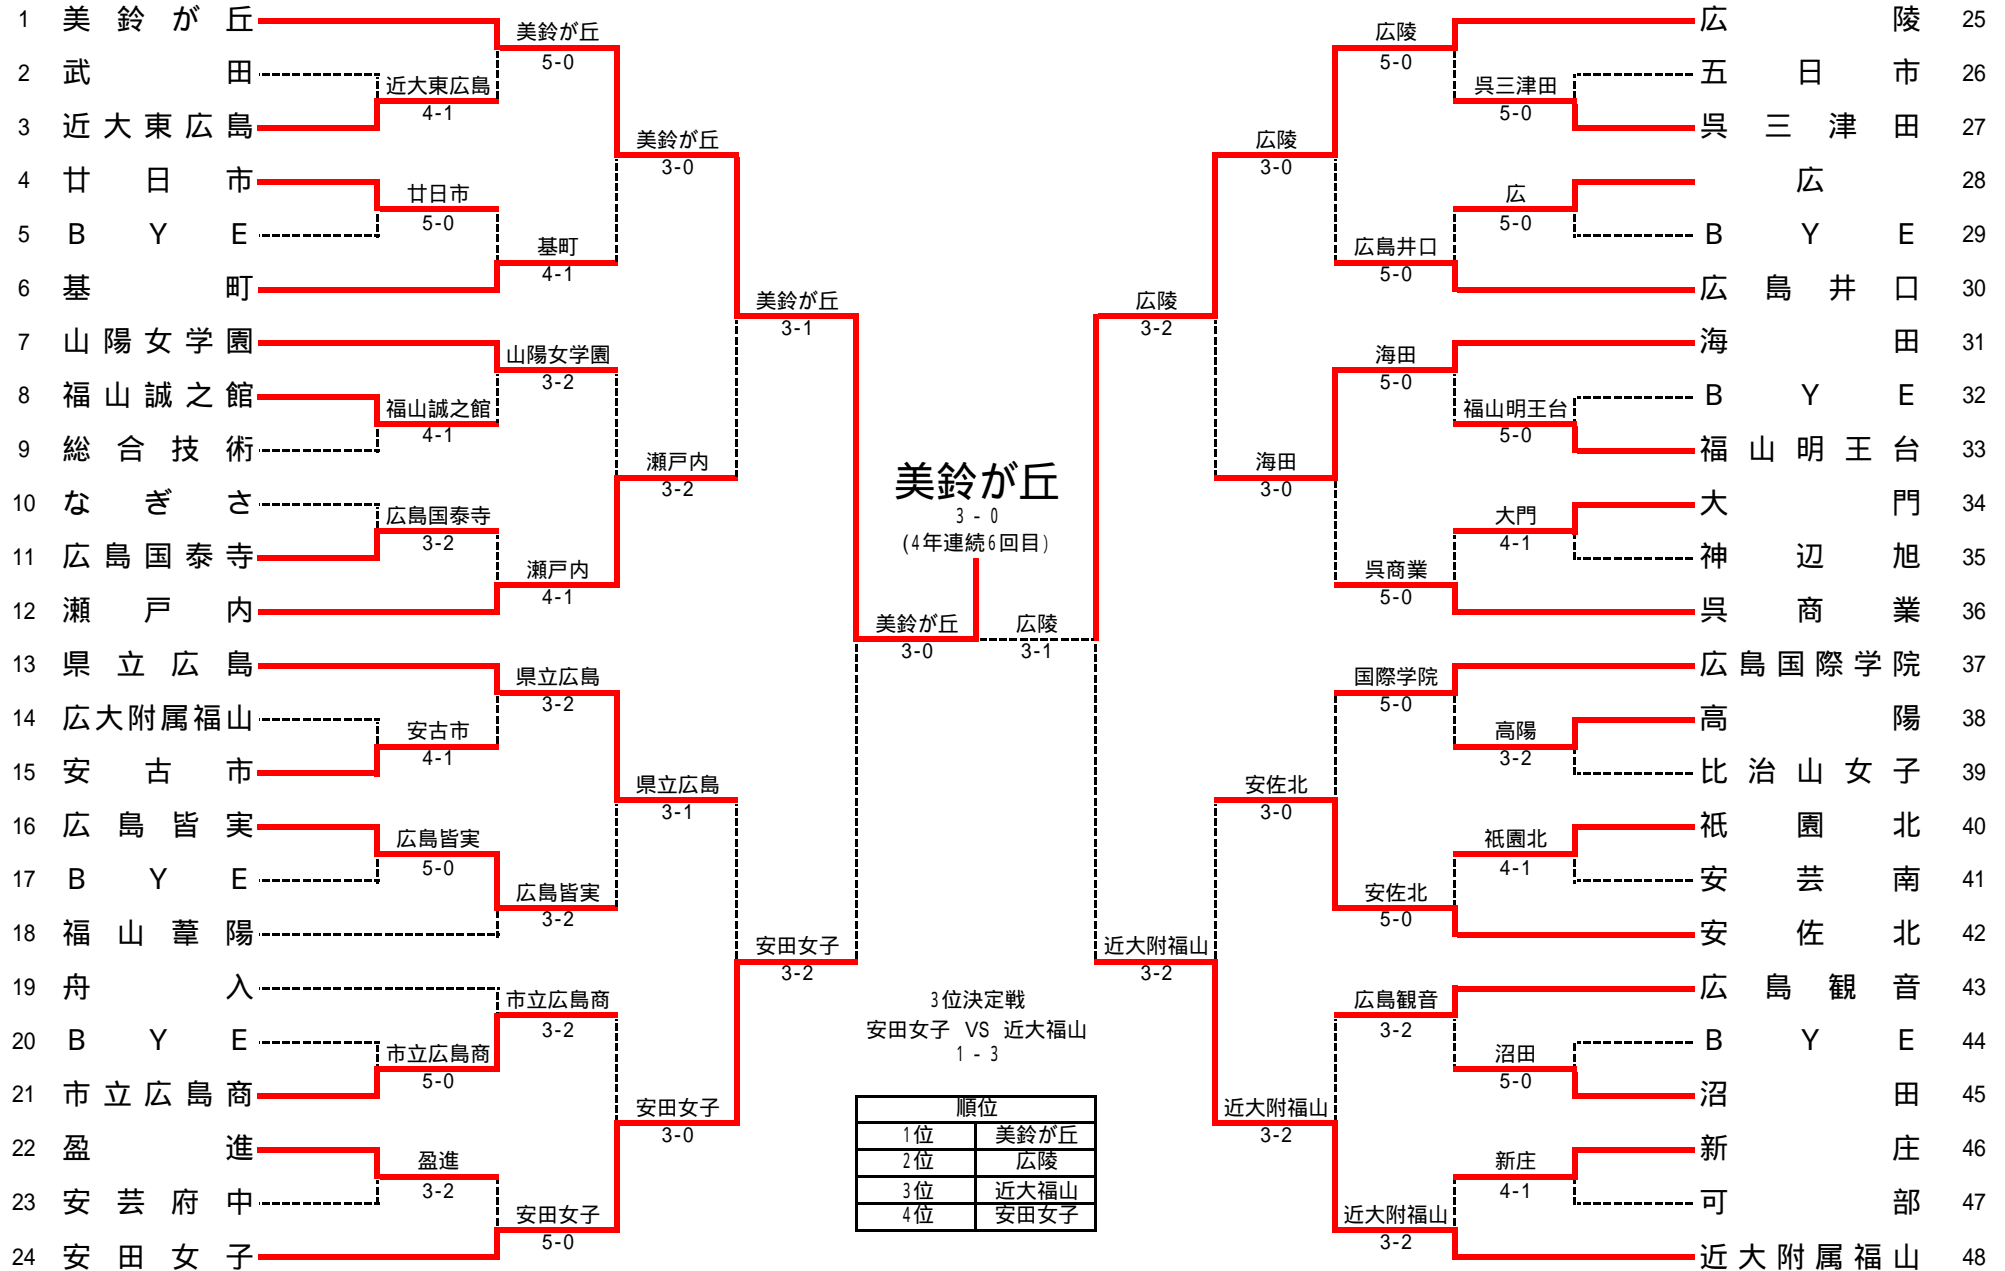 1 美鈴が丘
2 武田
3 近大東広島
4 廿日市
5 BYE
6 基町
7 山陽女学園
8 福山誠之館
9 総合技術
10 なぎさ
11 広島国泰寺
12 瀬戸内
13 県立広島
14 広大附属福山
15 安古市
16 広島皆実
17 BYE
18 福山葦陽
19 舟入
20 BYE
21 市立広島商
22 盈進
23 安芸府中
24 安田女子
近大東広島
4-1
廿日市
5-0
福山誠之館
4-1
広島国泰寺
3-2
安古市
4-1
広島皆実
5-0
市立広島商
5-0
盈進
3-2
美鈴が丘
5-0
基町
4-1
山陽女学園
3-2
瀬戸内
4-1
県立広島
3-2
広島皆実
3-2
市立広島商
3-2
安田女子
5-0
美鈴が丘
3-0
瀬戸内
3-2
県立広島
3-1
安田女子
3-0
美鈴が丘
3-1
安田女子
3-2
美鈴が丘
3-0
美鈴が丘
3 - 0
(4年連続6回目)
広陵
3-1
3位決定戦
安田女子 VS 近大福山
1 - 3
順位
1位 美鈴が丘
2位 広陵
3位 近大福山
4位 安田女子
広陵
3-2
近大附福山
3-2
広陵
3-0
海田
3-0
安佐北
3-0
近大附福山
3-2
広陵
5-0
広島井口
5-0
海田
5-0
呉商業
5-0
国際学院
5-0
安佐北
5-0
広島観音
3-2
近大附福山
3-2
呉三津田
5-0
広
5-0
福山明王台
5-0
大門
4-1
高陽
3-2
祇園北
4-1
沼田
5-0
新庄
4-1
広陵 25
五日市 26
呉三津田 27
広 28
BYE 29
広島井口 30
海田 31
BYE 32
福山明王台 33
大門 34
神辺旭 35
呉商業 36
広島国際学院 37
高陽 38
比治山女子 39
祇園北 40
安芸南 41
安佐北 42
広島観音 43
BYE 44
沼田 45
新庄 46
可部 47
近大附属福山 48